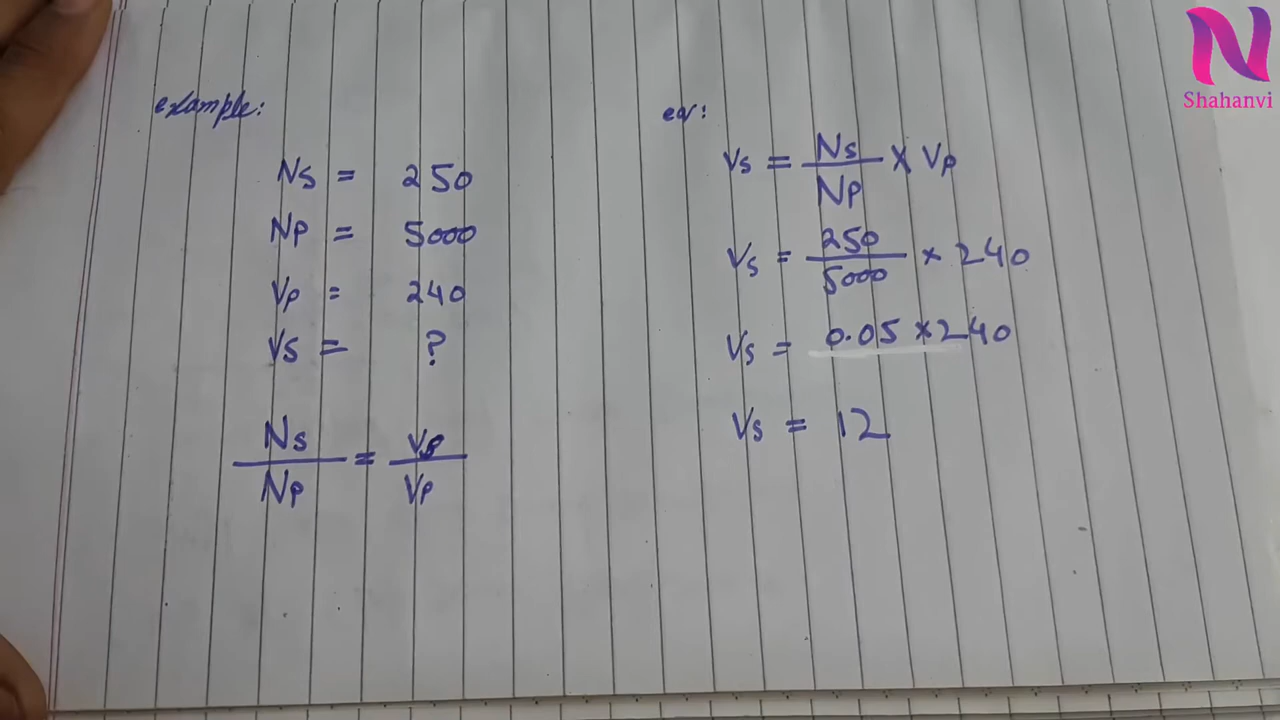 example:
Ns = 250
Np = 5000
Vp = 240
Vs = ?
Ns/Np = Vs/Vp
eq:
Vs = Ns/Np × Vp
Vs = 250/5000 × 240
Vs = 0.05 × 240
Vs = 12
N
Shahanvi